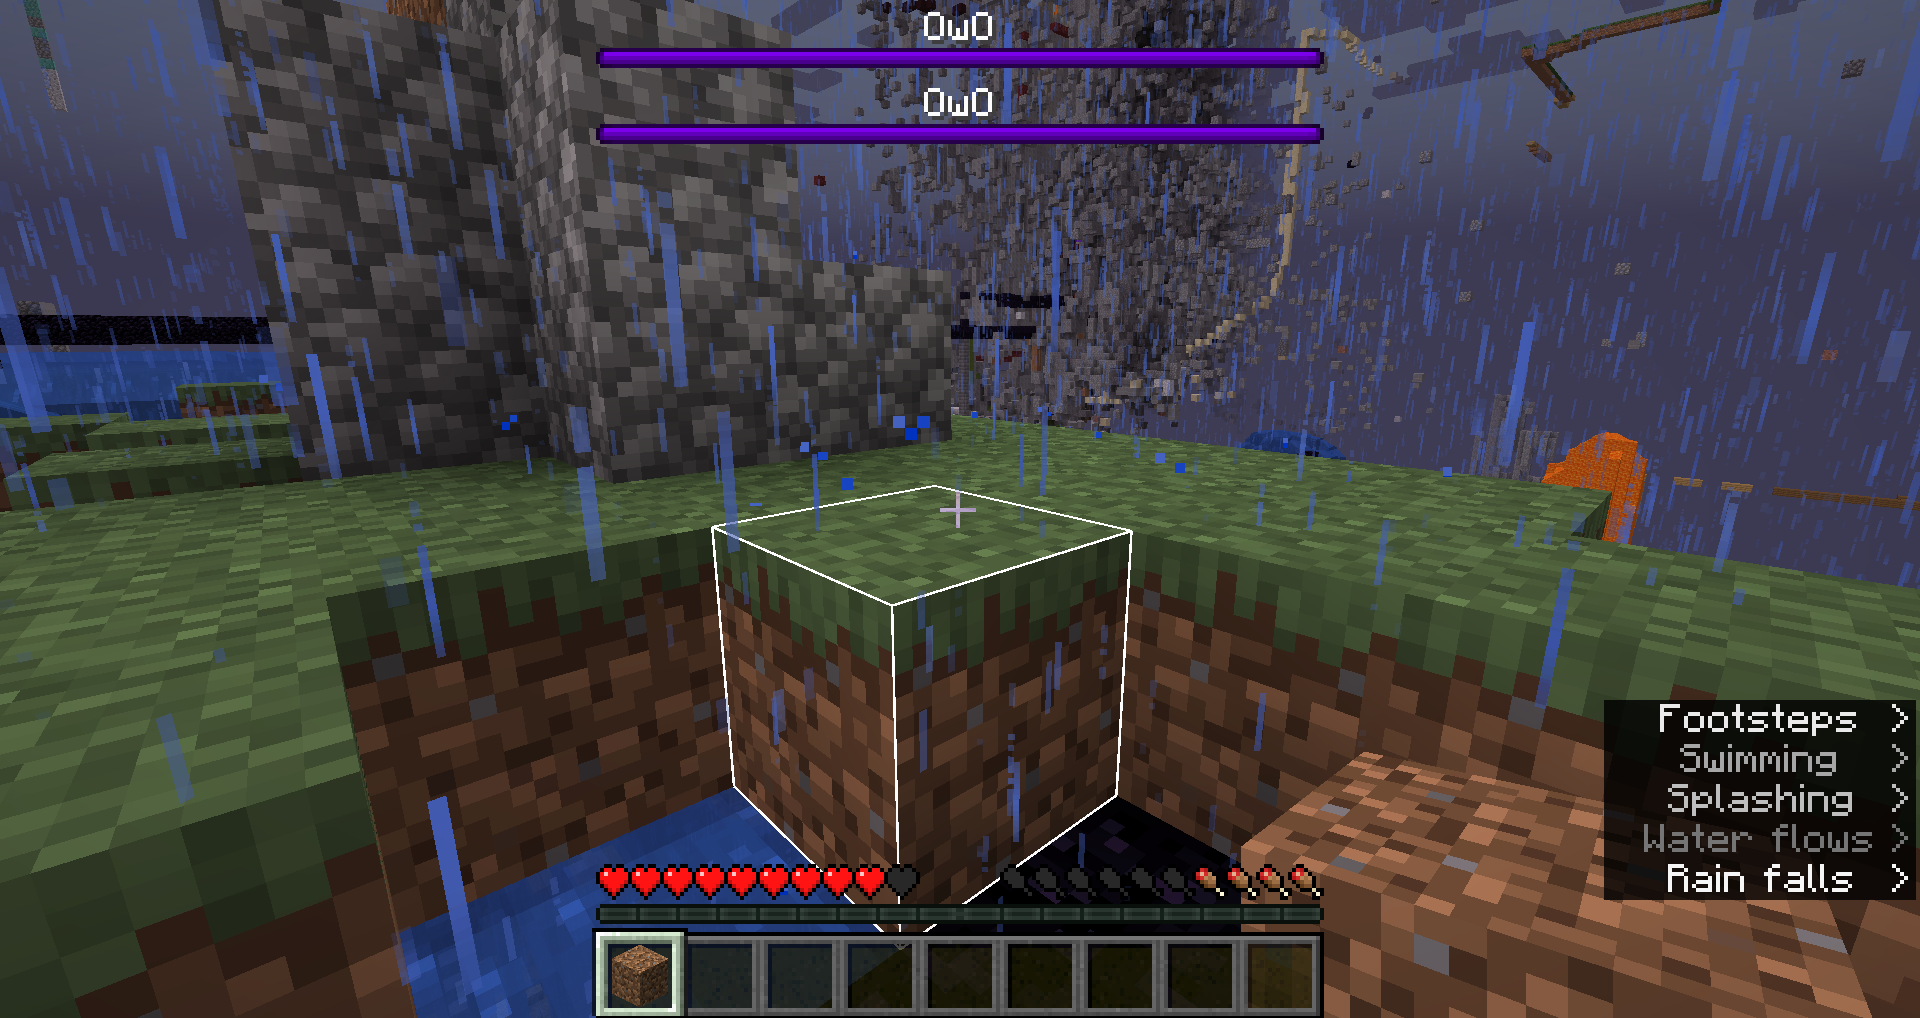 OwO
OwO
Footsteps >
Swimming >
Splashing >
Water flows >
Rain falls >